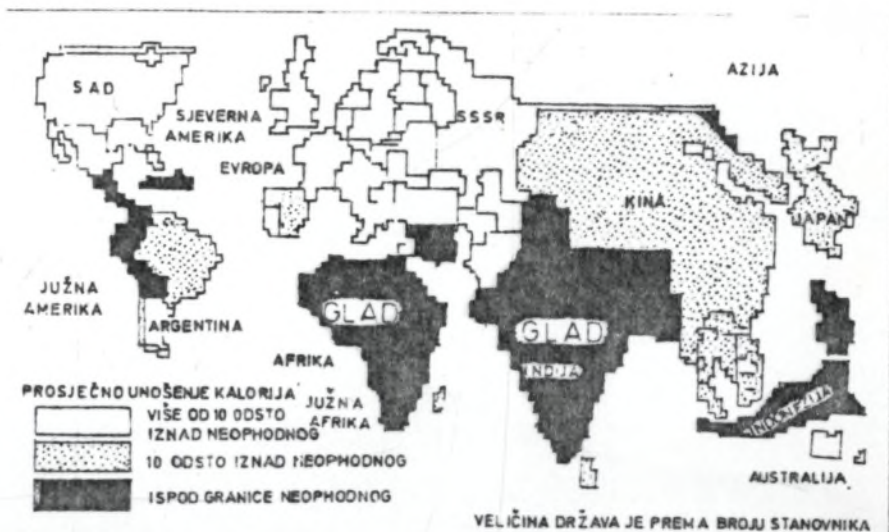 SAD
SJEVERNA
AMERIKA
EVROPA
SSSR
AZIJA
KINA
JAPAN
JUŽNA
AMERIKA
ARGENTINA
GLAD
AFRIKA
JUŽNA
AFRIKA
GLAD
INDIJA
INDONEZIJA
AUSTRALIJA
PROSJEČNO UNOŠENJE KALORIJA
VIŠE OD 10 ODSTO
IZNAD NEOPHODNOG
10 ODSTO IZNAD NEOPHODNOG
ISPOD GRANICE NEOPHODNOG
VELIČINA DRŽAVA JE PREMA BROJU STANOVNIKA